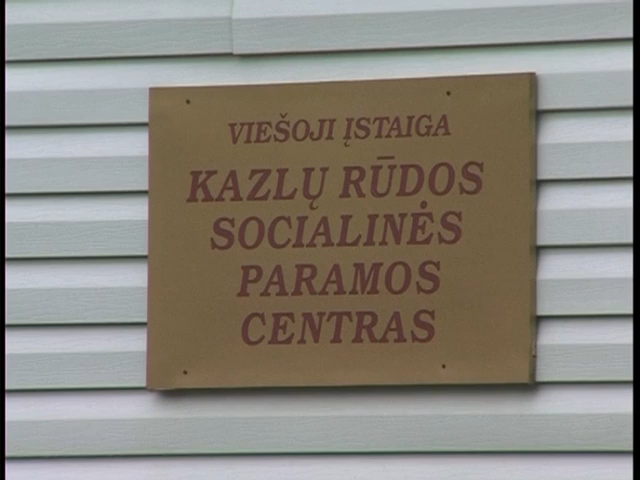 VIEŠOJI ĮSTAIGA
KAZLŲ RŪDOS
SOCIALINĖS
PARAMOS
CENTRAS